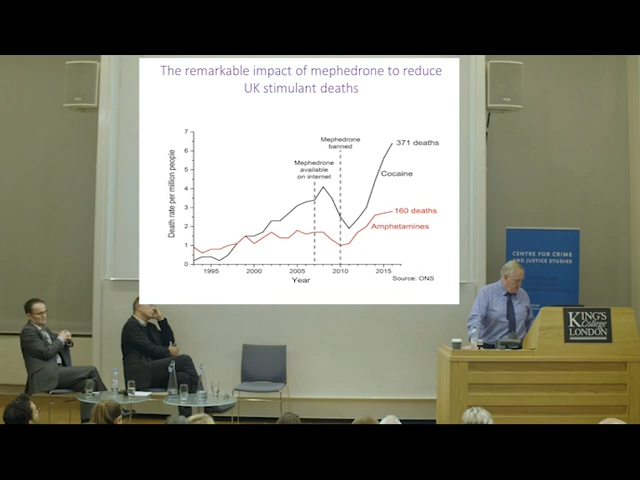 The remarkable impact of mephedrone to reduce
UK stimulant deaths
7
6
5
4
3
2
1
0
Death rate per million people
Mephedrone
banned
Mephedrone
available
on internet
371 deaths
Cocaine
160 deaths
Amphetamines
1995
2000
2005
2010
2015
Year
Source: ONS
CENTRE FOR CRIME
AND JUSTICE STUDIES
KING'S
College
LONDON